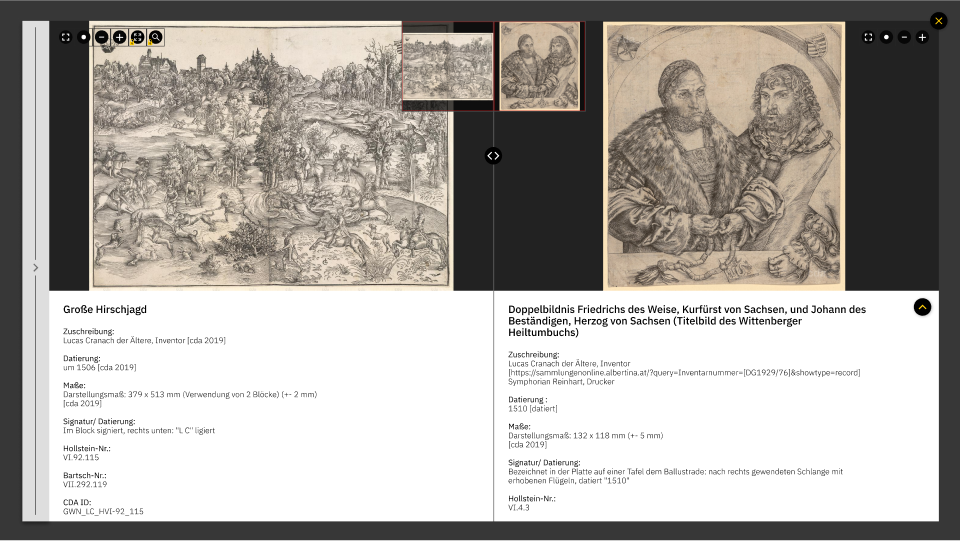 Große Hirschjagd
Zuschreibung:
Lucas Cranach der Ältere, Inventor [cda 2019]
Datierung:
um 1506 [cda 2019]
Maße:
Darstellungsmaß: 379 x 513 mm (Verwendung von 2 Blöcke) (+- 2 mm)
[cda 2019]
Signatur/ Datierung:
Im Block signiert, rechts unten: "L C" ligiert
Hollstein-Nr.:
VI.92.115
Bartsch-Nr.:
VII.292.119
CDA ID:
GWN_LC_HVI-92_115
Doppelbildnis Friedrichs des Weise, Kurfürst von Sachsen, und Johann des
Beständigen, Herzog von Sachsen (Titelbild des Wittenberger
Heiltumbuchs)
Zuschreibung:
Lucas Cranach der Ältere, Inventor
[https://sammlungenonline.albertina.at/?query=Inventarnummer=[DG1929/76]&showtype=record]
Symphorian Reinhart, Drucker
Datierung :
1510 [datiert]
Maße:
Darstellungsmaß: 132 x 118 mm (+- 5 mm)
[cda 2019]
Signatur/ Datierung:
Bezeichnet in der Platte auf einer Tafel dem Ballustrade: nach rechts gewendeten Schlange mit
erhobenen Flügeln, datiert "1510"
Hollstein-Nr.:
VI.4.3